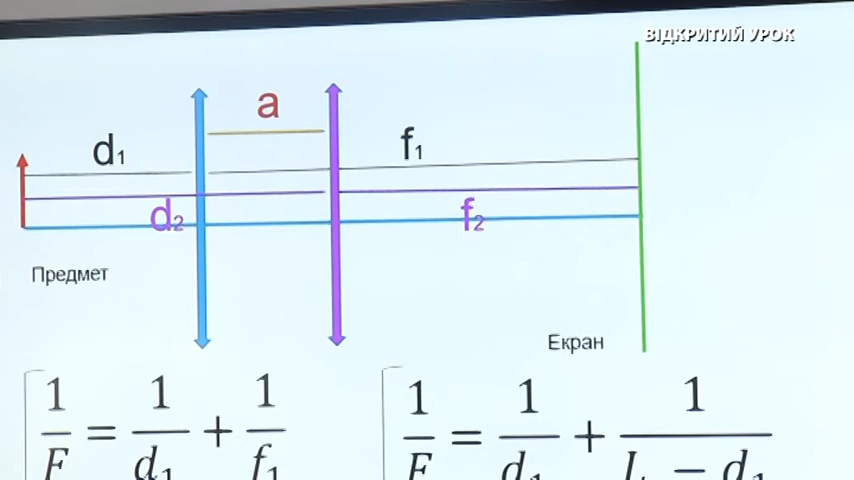 ВІДКРИТИЙ УРОК
a
d1 f1
d2 f2
Предмет
Екран
1/F = 1/d1 + 1/f1
1/F = 1/d1 + 1/(L − d1